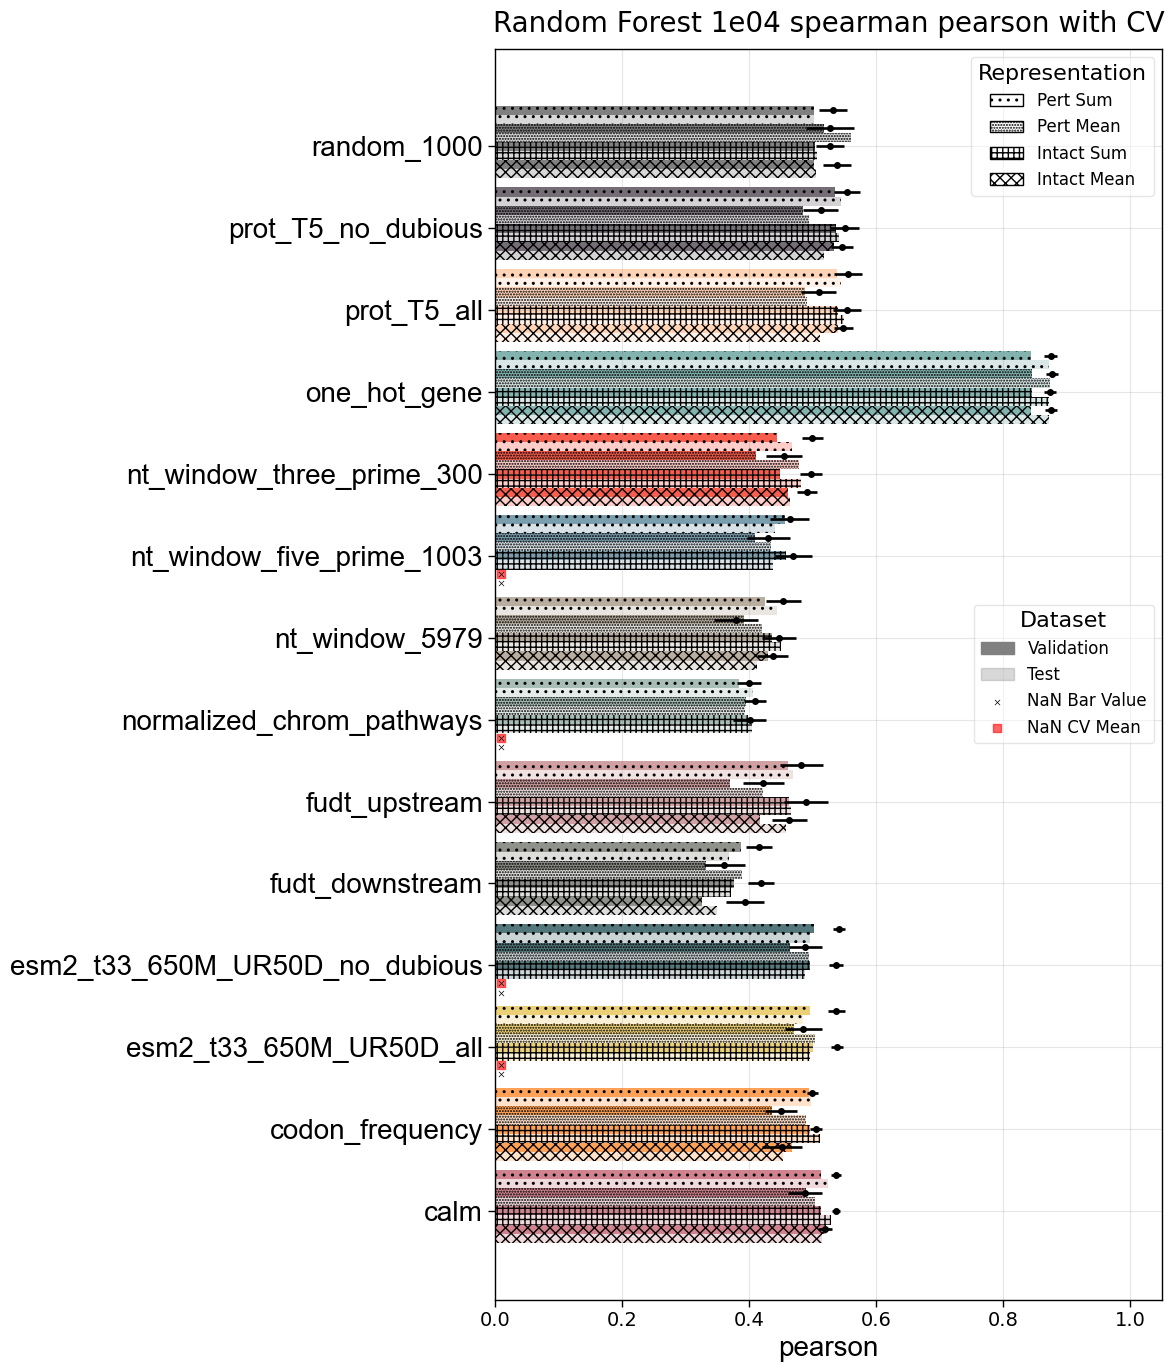 Random Forest 1e04 spearman pearson with CV
Representation
Pert Sum
Pert Mean
Intact Sum
Intact Mean
random_1000
prot_T5_no_dubious
prot_T5_all
one_hot_gene
nt_window_three_prime_300
nt_window_five_prime_1003
nt_window_5979
normalized_chrom_pathways
fudt_upstream
fudt_downstream
esm2_t33_650M_UR50D_no_dubious
esm2_t33_650M_UR50D_all
codon_frequency
calm
Dataset
Validation
Test
NaN Bar Value
NaN CV Mean
0.0 0.2 0.4 0.6 0.8 1.0
pearson